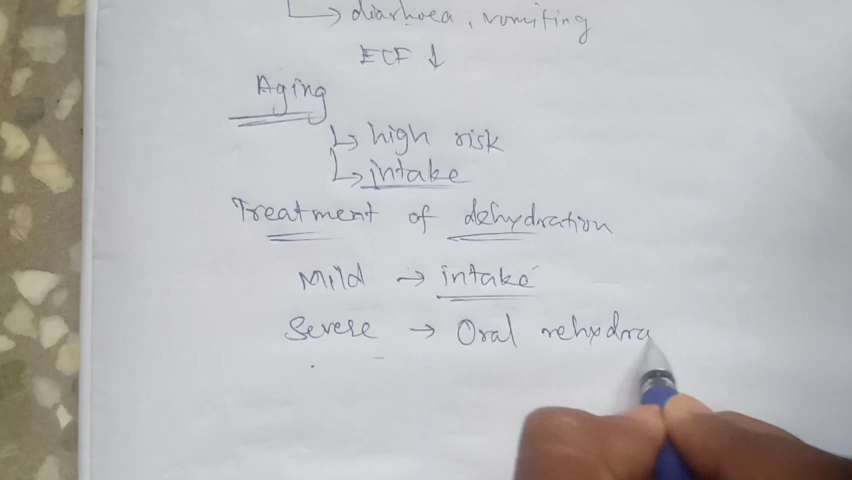 ↳ diarhoea, vomiting
ECF ↓
Aging
↳ high risk
↳ intake
Treatment of dehydration
Mild → intake
Severe → Oral rehydra